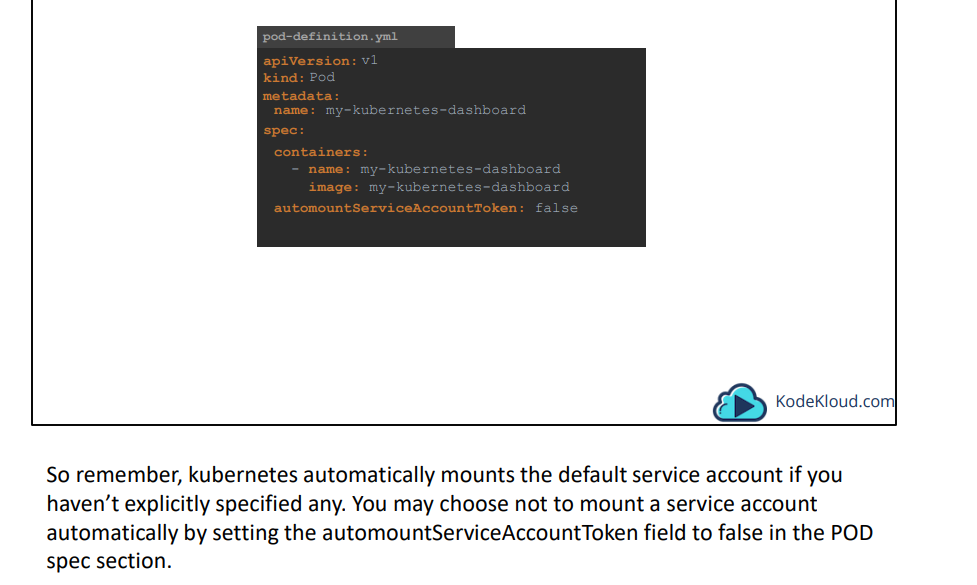 pod-definition.yml
apiVersion: v1
kind: Pod
metadata:
name: my-kubernetes-dashboard
spec:
containers:
- name: my-kubernetes-dashboard
image: my-kubernetes-dashboard
automountServiceAccountToken: false
KodeKloud.com
So remember, kubernetes automatically mounts the default service account if you
haven’t explicitly specified any. You may choose not to mount a service account
automatically by setting the automountServiceAccountToken field to false in the POD
spec section.